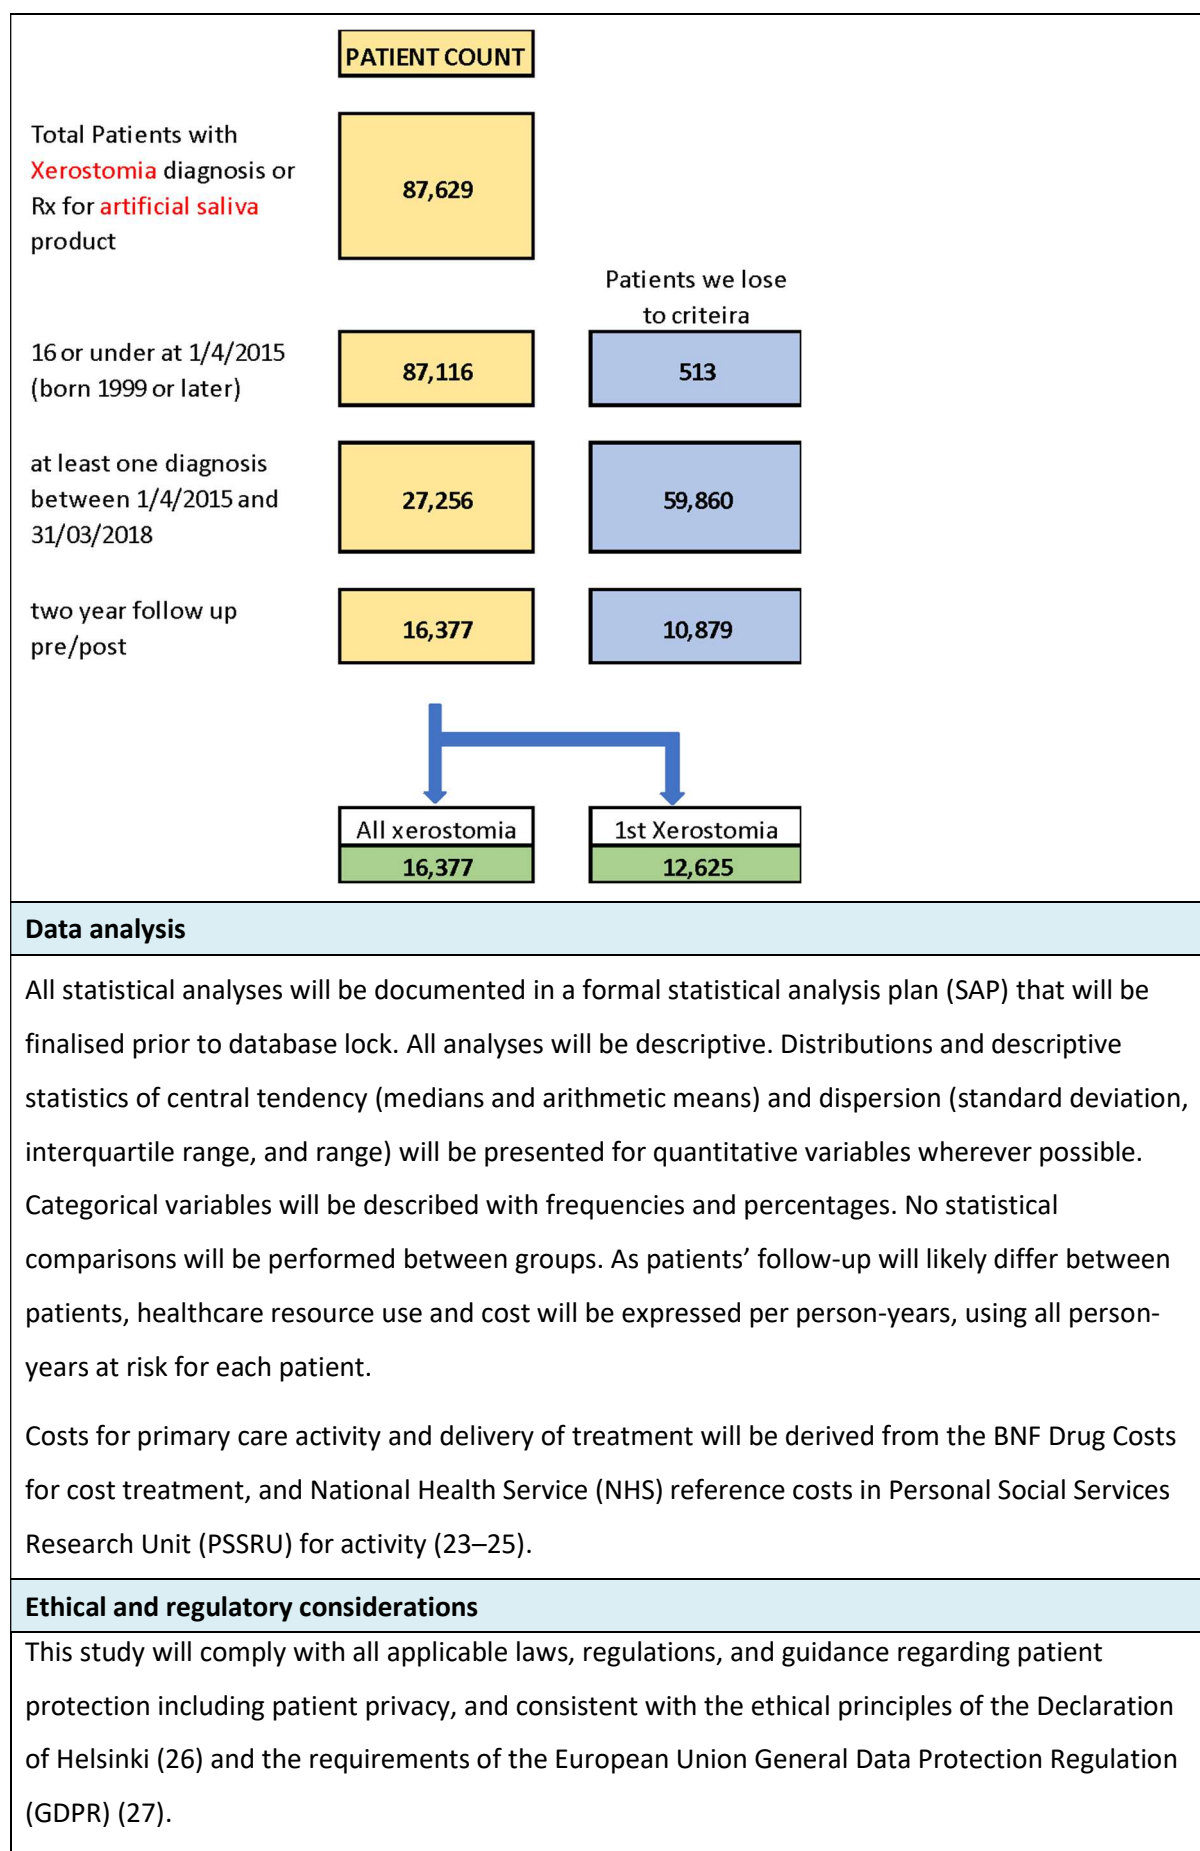 PATIENT COUNT
Total Patients with
Xerostomia diagnosis or
Rx for artificial saliva
product
87,629
Patients we lose
to criteira
16 or under at 1/4/2015
(born 1999 or later)
87,116
513
at least one diagnosis
between 1/4/2015 and
31/03/2018
27,256
59,860
two year follow up
pre/post
16,377
10,879
All xerostomia
1st Xerostomia
16,377
12,625
Data analysis
All statistical analyses will be documented in a formal statistical analysis plan (SAP) that will be
finalised prior to database lock. All analyses will be descriptive. Distributions and descriptive
statistics of central tendency (medians and arithmetic means) and dispersion (standard deviation,
interquartile range, and range) will be presented for quantitative variables wherever possible.
Categorical variables will be described with frequencies and percentages. No statistical
comparisons will be performed between groups. As patients’ follow-up will likely differ between
patients, healthcare resource use and cost will be expressed per person-years, using all person-
years at risk for each patient.
Costs for primary care activity and delivery of treatment will be derived from the BNF Drug Costs
for cost treatment, and National Health Service (NHS) reference costs in Personal Social Services
Research Unit (PSSRU) for activity (23–25).
Ethical and regulatory considerations
This study will comply with all applicable laws, regulations, and guidance regarding patient
protection including patient privacy, and consistent with the ethical principles of the Declaration
of Helsinki (26) and the requirements of the European Union General Data Protection Regulation
(GDPR) (27).